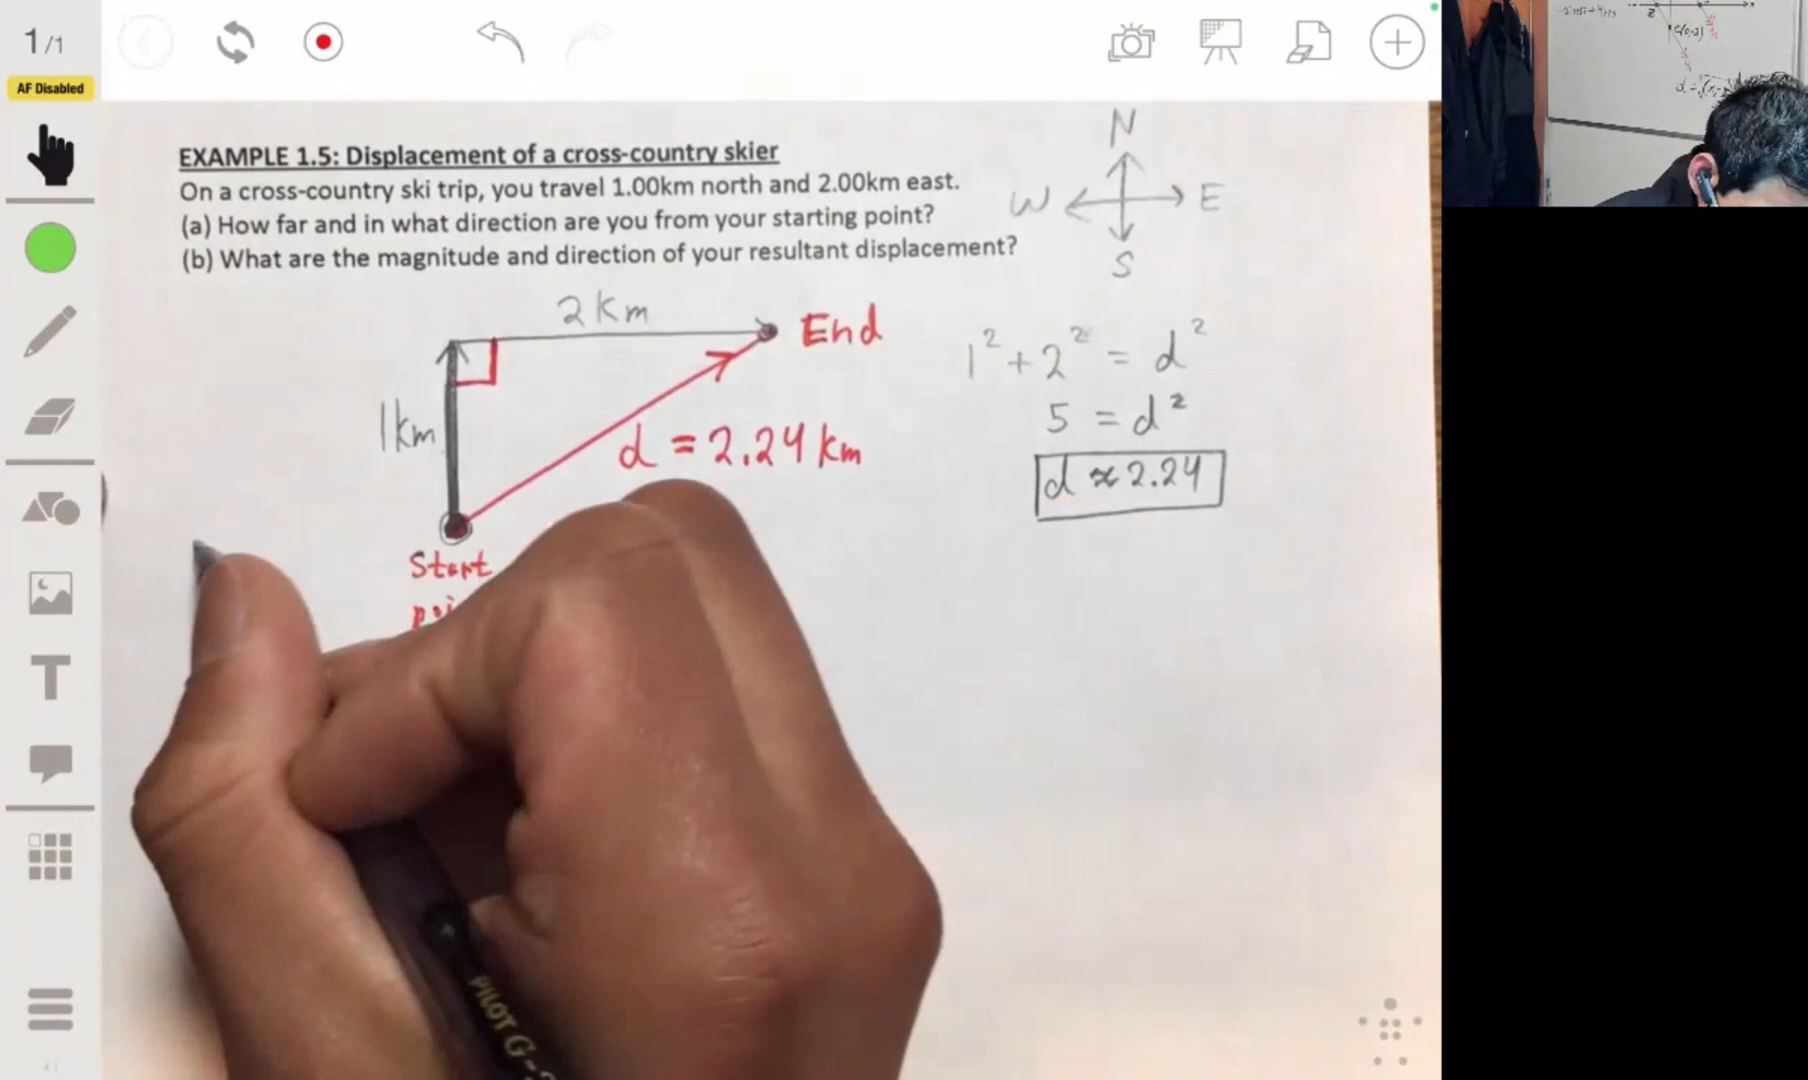 1/1
AF Disabled
EXAMPLE 1.5: Displacement of a cross-country skier
On a cross-country ski trip, you travel 1.00km north and 2.00km east.
(a) How far and in what direction are you from your starting point?
(b) What are the magnitude and direction of your resultant displacement?
N
W E
S
2 km
End
1km
d = 2.24 km
Start
1² + 2² = d²
5 = d²
d ≈ 2.24
T
PILOT G-